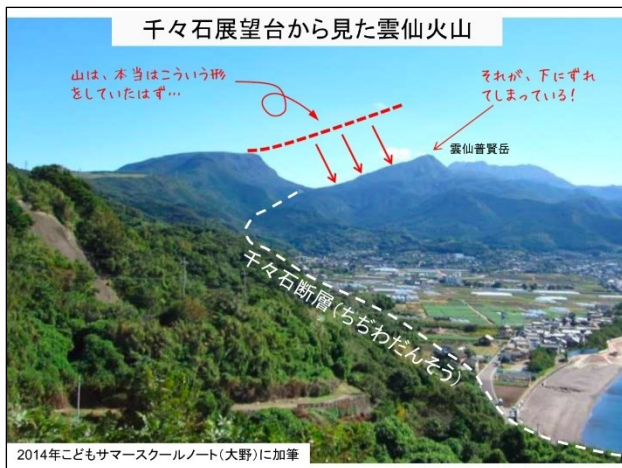 千々石展望台から見た雲仙火山
山は、本当はこういう形
をしていたはず…
それが、下にずれ
てしまっている！
雲仙普賢岳
千々石断層（ちぢわだんそう）
2014年こどもサマースクールノート（大野）に加筆